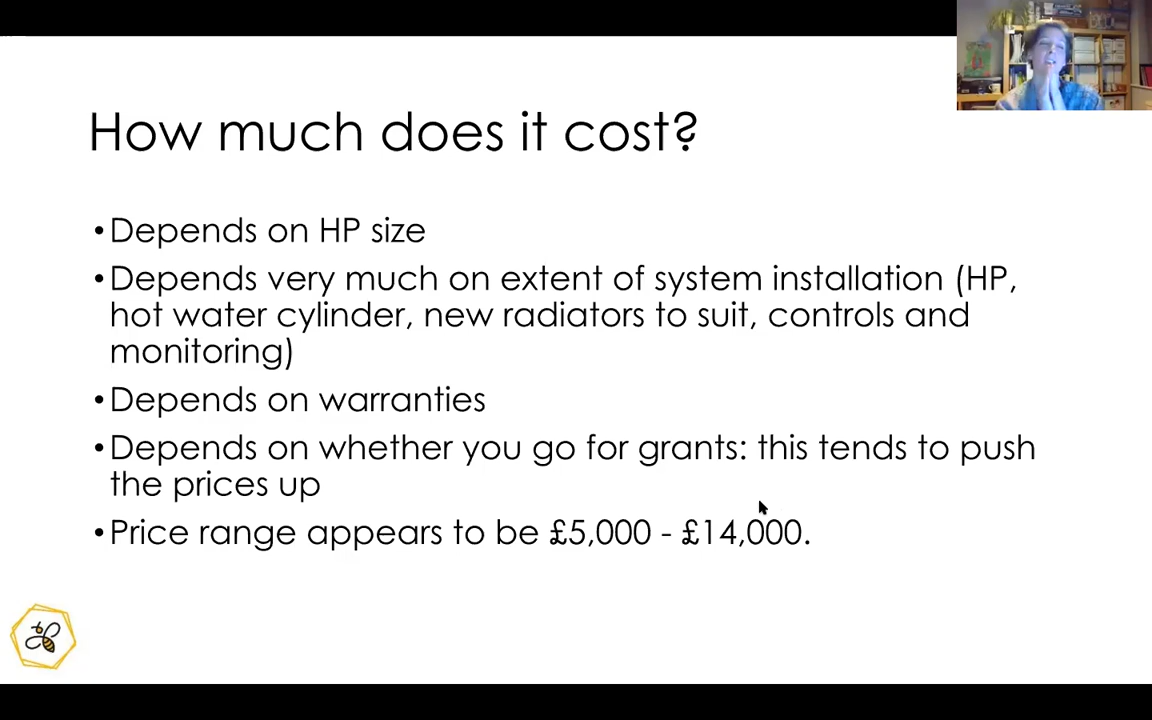 How much does it cost?
•Depends on HP size
•Depends very much on extent of system installation (HP,
hot water cylinder, new radiators to suit, controls and
monitoring)
•Depends on warranties
•Depends on whether you go for grants: this tends to push
the prices up
•Price range appears to be £5,000 - £14,000.